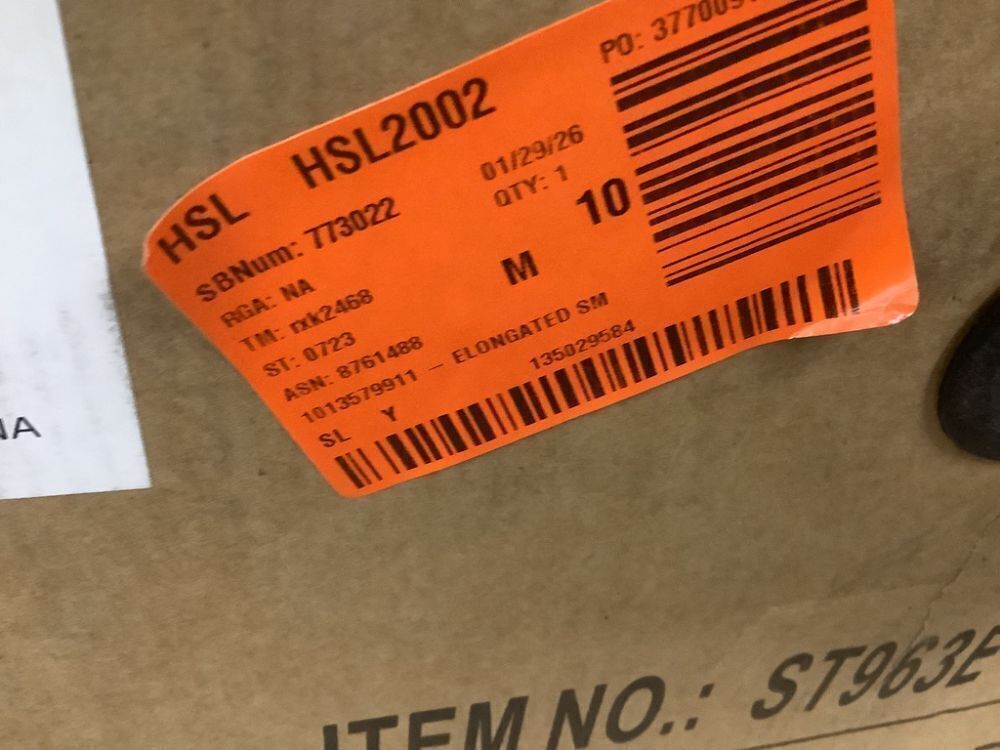 HSL HSL2002
PO: 377009
SBNum: 773022 01/29/26
RGA: NA QTY: 1
TM: rxk2468 M 10
ST: 0723
ASN: 8761488
1013579911 – ELONGATED SM
SL Y 135029584
NA
ITEM NO.: ST963E